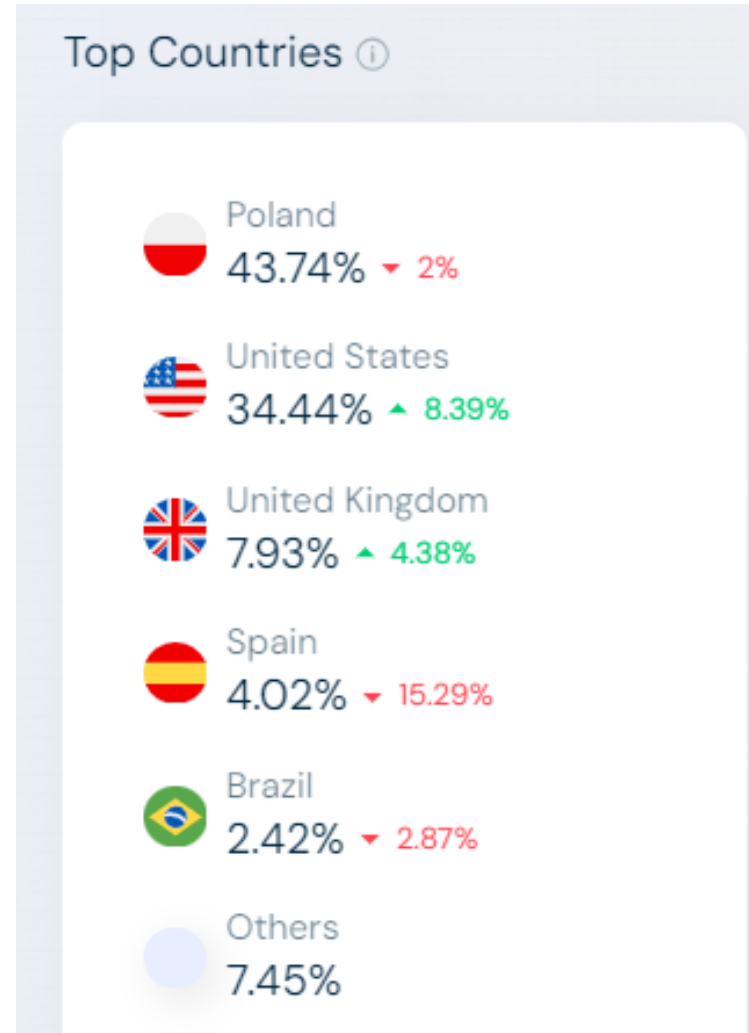 Top Countries
Poland
43.74% 2%
United States
34.44% 8.39%
United Kingdom
7.93% 4.38%
Spain
4.02% 15.29%
Brazil
2.42% 2.87%
Others
7.45%